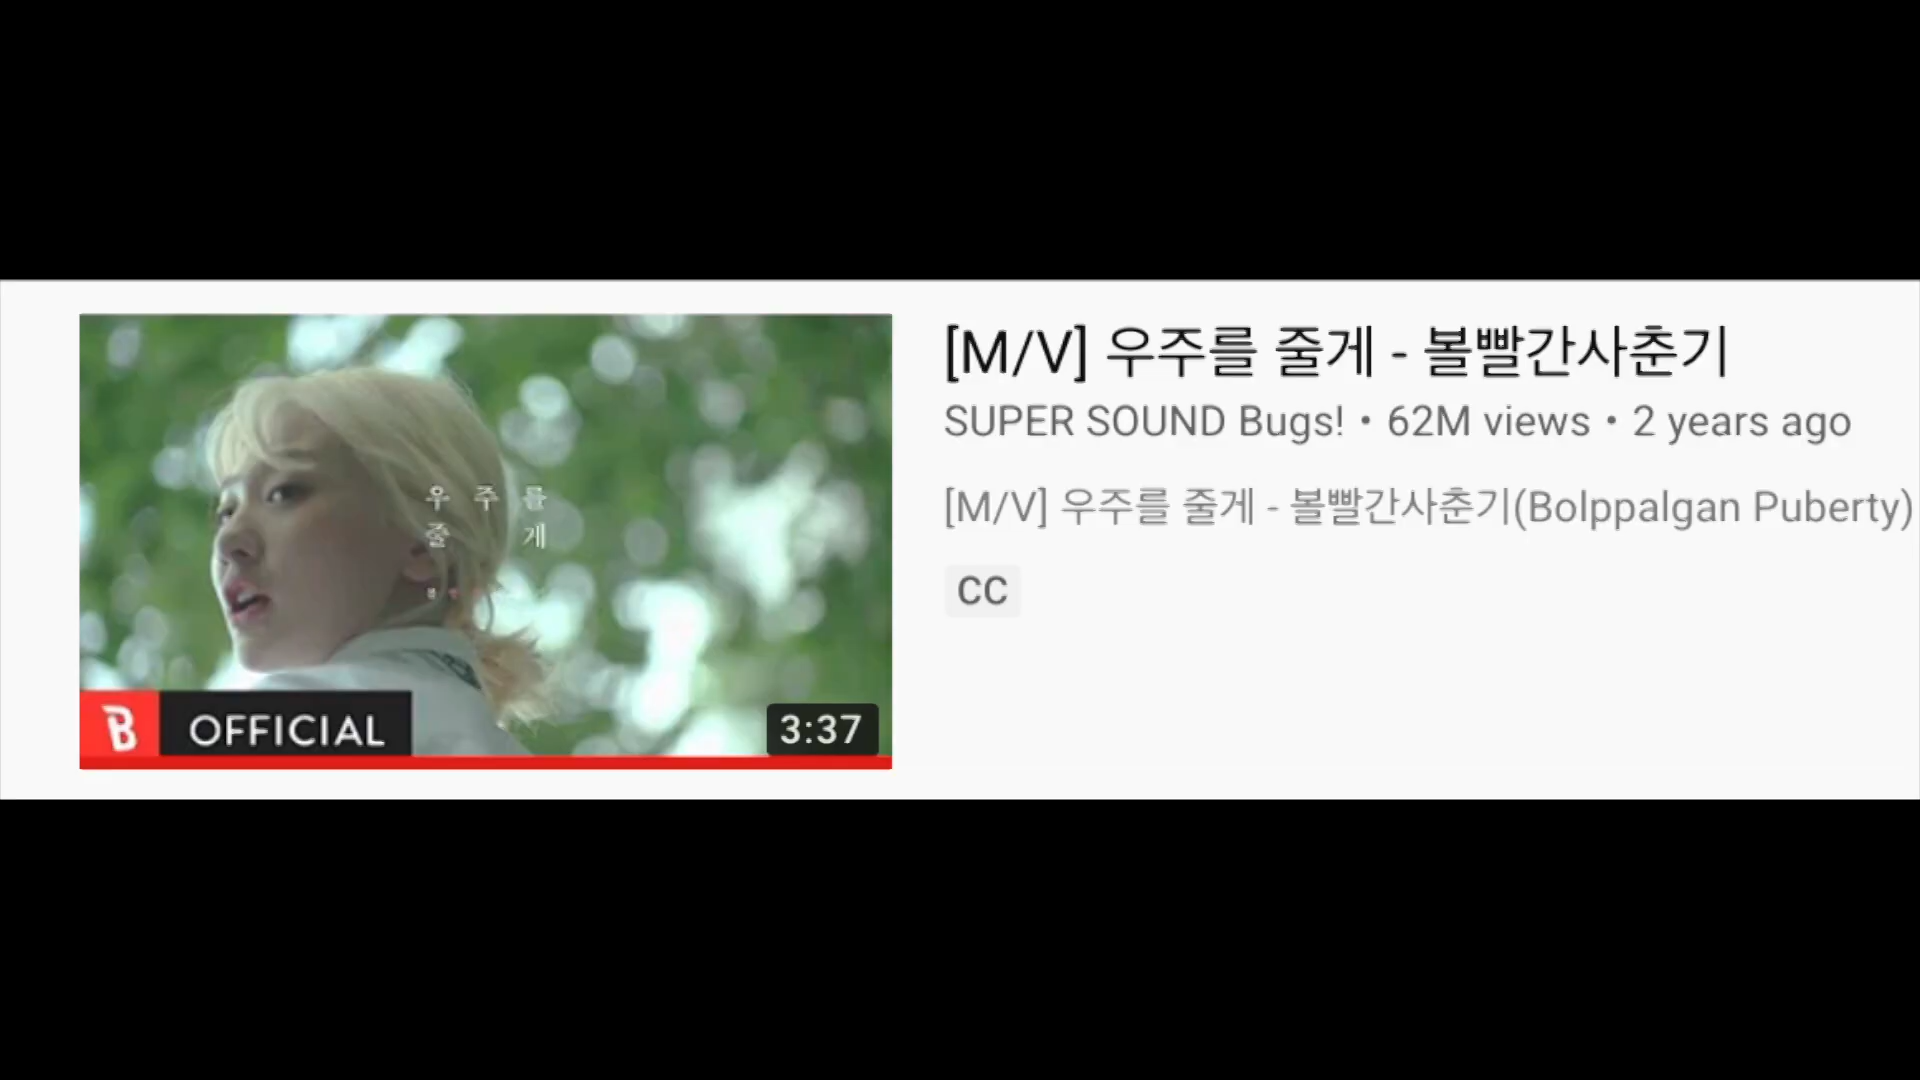 [M/V] 우주를 줄게 - 볼빨간사춘기
SUPER SOUND Bugs! • 62M views • 2 years ago
[M/V] 우주를 줄게 - 볼빨간사춘기(Bolppalgan Puberty)
CC
우 주 를
줄 게
B OFFICIAL
3:37